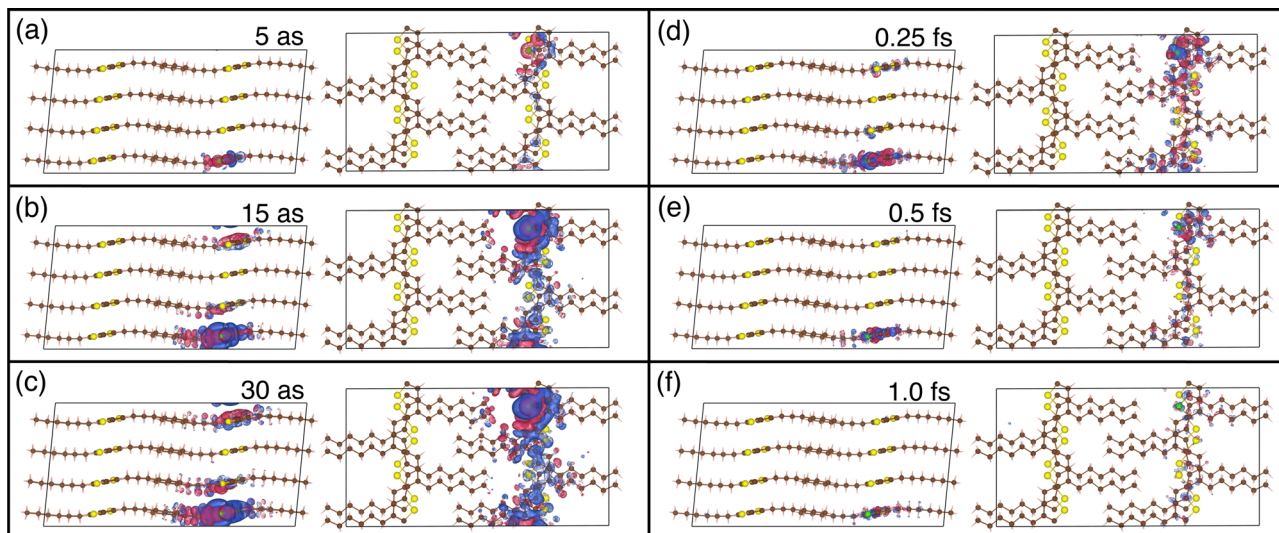 (a) 5 as
(b) 15 as
(c) 30 as
(d) 0.25 fs
(e) 0.5 fs
(f) 1.0 fs